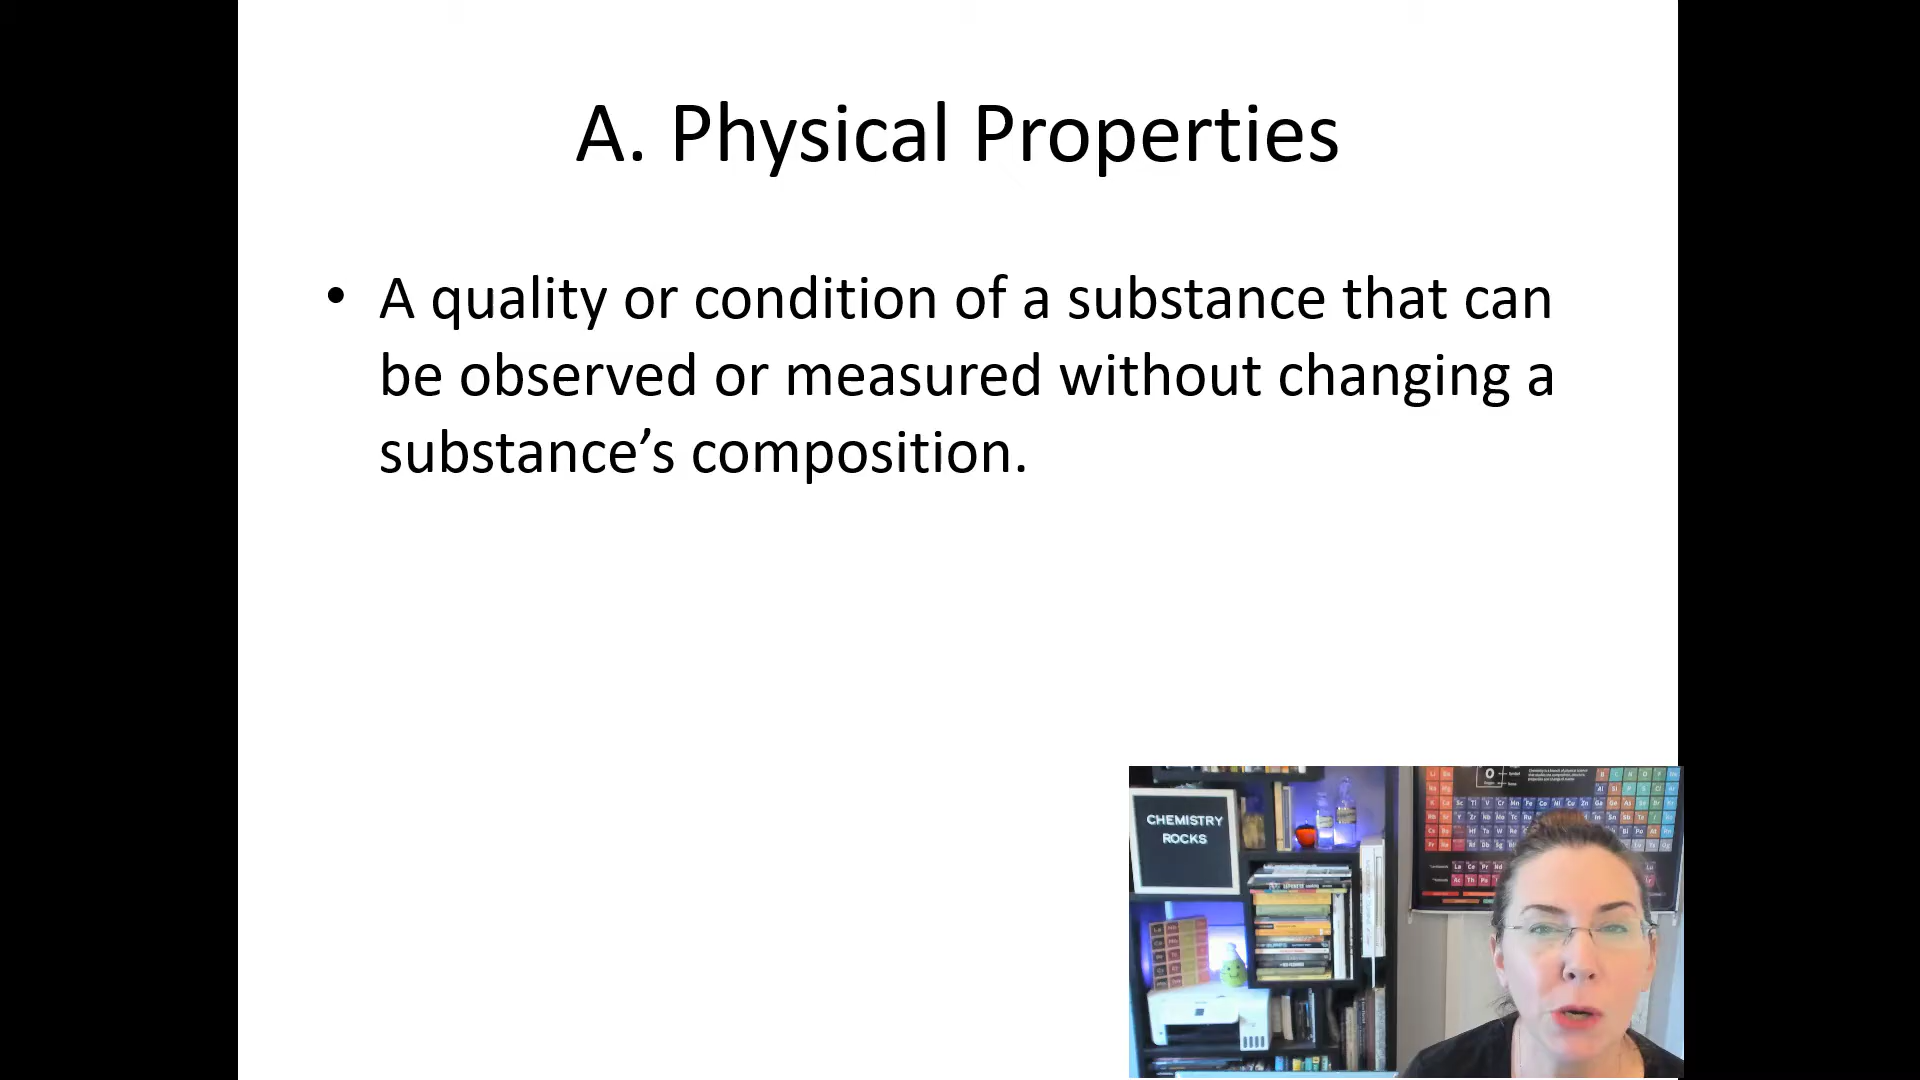 A. Physical Properties
• A quality or condition of a substance that can
be observed or measured without changing a
substance’s composition.
CHEMISTRY
ROCKS